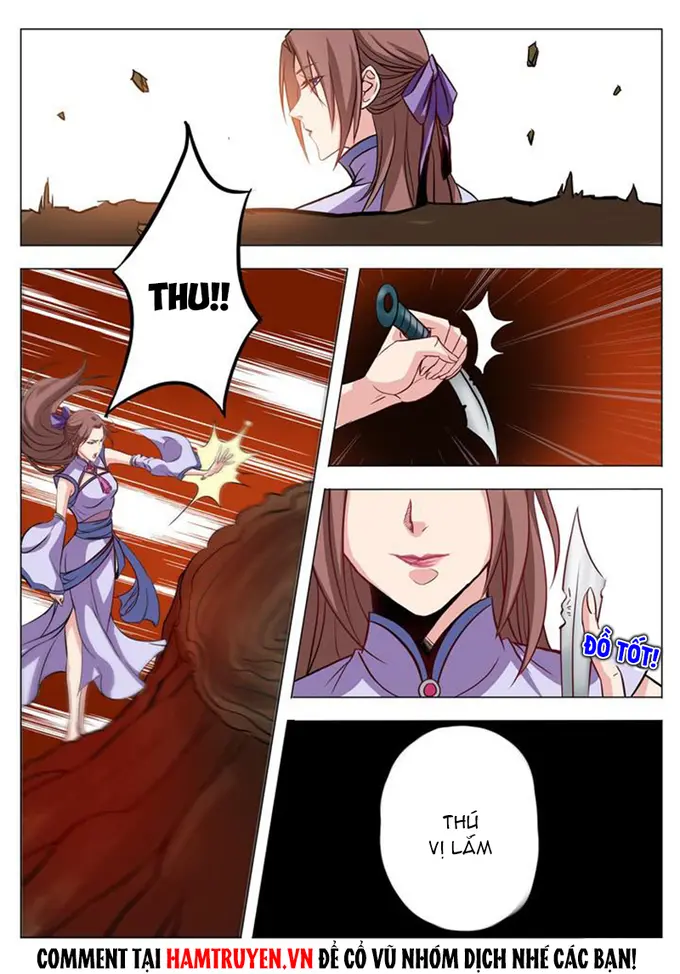 THU!!
ĐỒ TỐT!
THÚ
VỊ LẮM
COMMENT TẠI HAMTRUYEN.VN ĐỂ CỔ VŨ NHÓM DỊCH NHÉ CÁC BẠN!